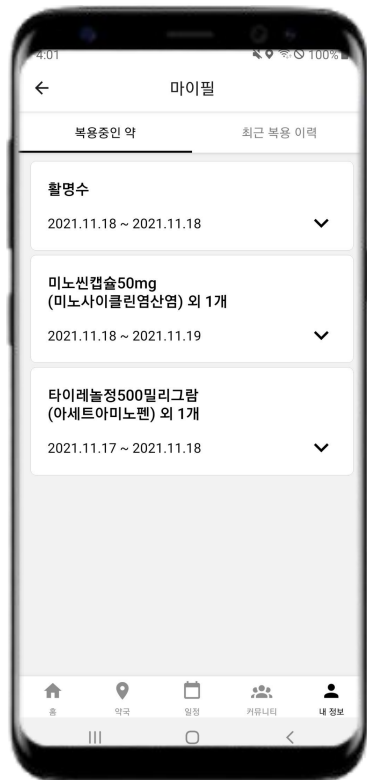 4:01
100%
마이필
복용중인 약
최근 복용 이력
활명수
2021.11.18 ~ 2021.11.18
미노씬캡슐50mg
(미노사이클린염산염) 외 1개
2021.11.18 ~ 2021.11.19
타이레놀정500밀리그람
(아세트아미노펜) 외 1개
2021.11.17 ~ 2021.11.18
홈
약국
일정
커뮤니티
내 정보